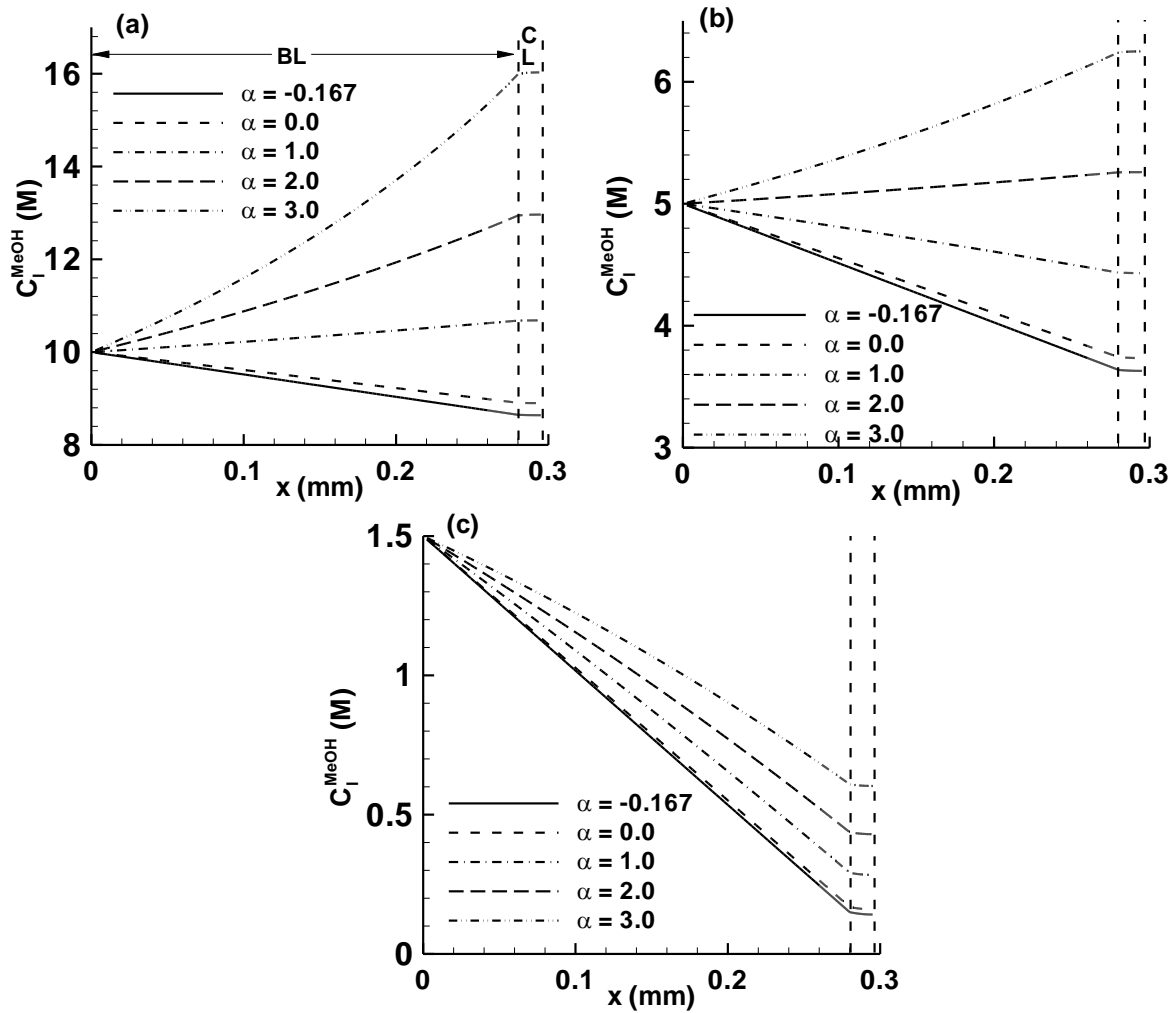 (a)
C
L
BL
16
14
12
10
8
C_l^MeOH (M)
α = -0.167
α = 0.0
α = 1.0
α = 2.0
α = 3.0
0 0.1 0.2 0.3
x (mm)
(b)
6
5
4
3
C_l^MeOH (M)
α = -0.167
α = 0.0
α = 1.0
α = 2.0
α = 3.0
0 0.1 0.2 0.3
x (mm)
(c)
1.5
1
0.5
0
C_l^MeOH (M)
α = -0.167
α = 0.0
α = 1.0
α = 2.0
α = 3.0
0 0.1 0.2 0.3
x (mm)